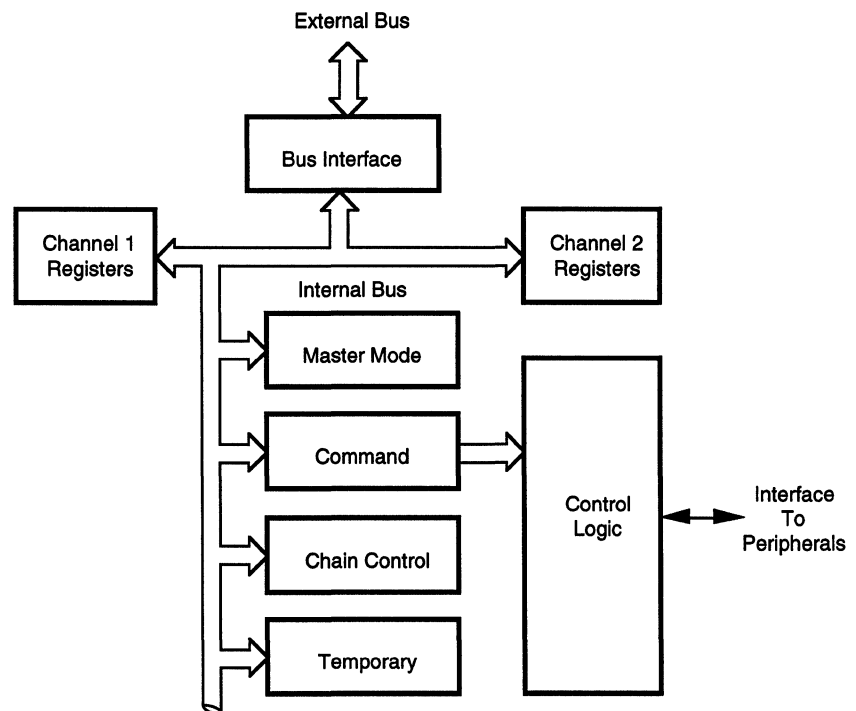 External Bus
Bus Interface
Channel 1
Registers
Channel 2
Registers
Internal Bus
Master Mode
Command
Chain Control
Temporary
Control
Logic
Interface
To
Peripherals